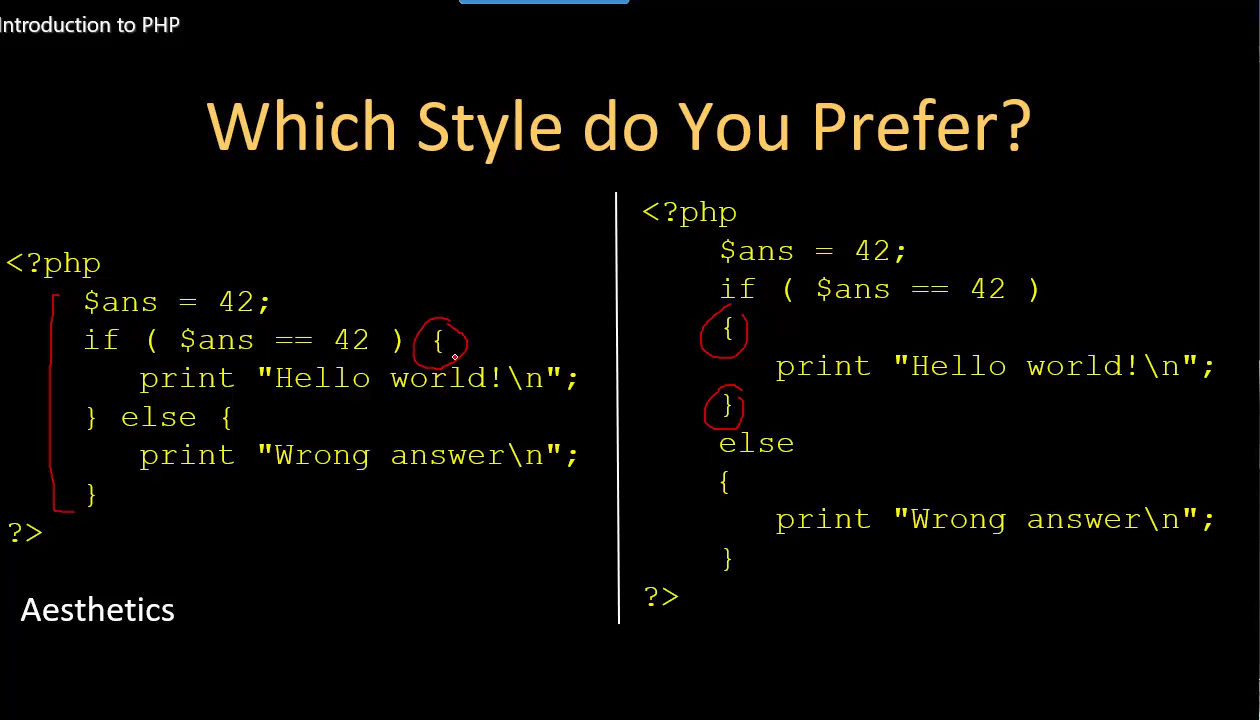 Introduction to PHP
Which Style do You Prefer?
<?php
$ans = 42;
if ( $ans == 42 ) {
print "Hello world!\n";
} else {
print "Wrong answer\n";
}
?>
Aesthetics
<?php
$ans = 42;
if ( $ans == 42 )
{
print "Hello world!\n";
}
else
{
print "Wrong answer\n";
}
?>